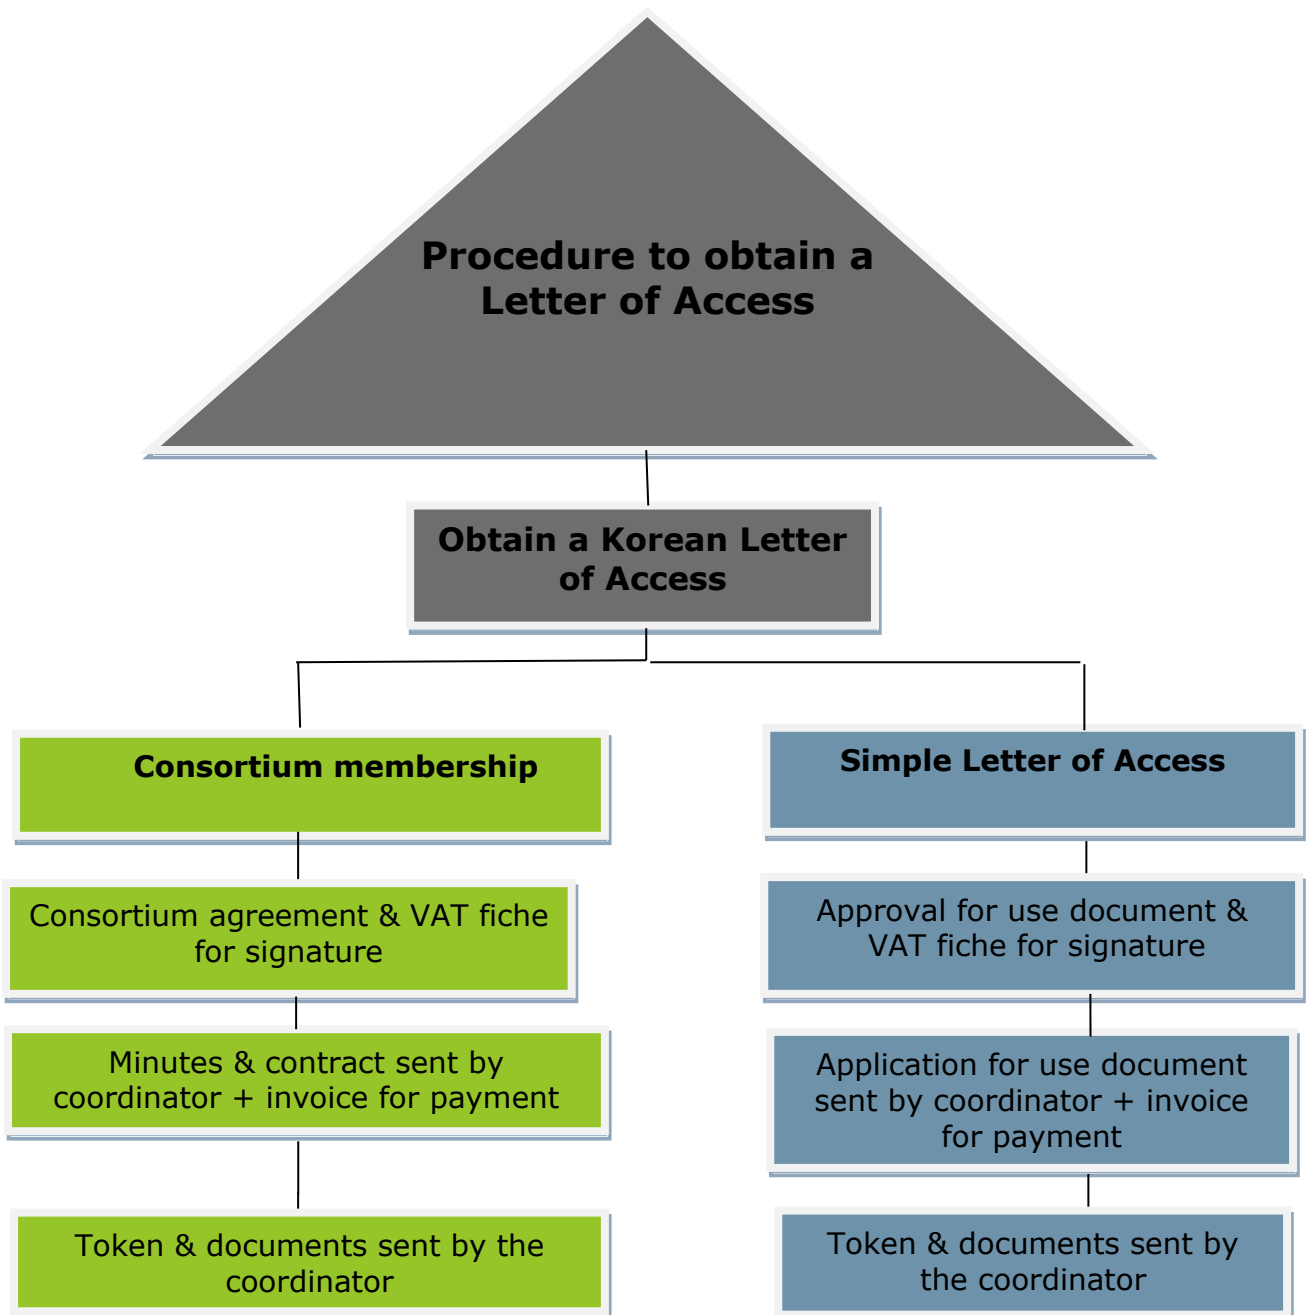 Procedure to obtain a
Letter of Access
Obtain a Korean Letter
of Access
Consortium membership
Consortium agreement & VAT fiche
for signature
Minutes & contract sent by
coordinator + invoice for payment
Token & documents sent by the
coordinator
Simple Letter of Access
Approval for use document &
VAT fiche for signature
Application for use document
sent by coordinator + invoice
for payment
Token & documents sent by
the coordinator